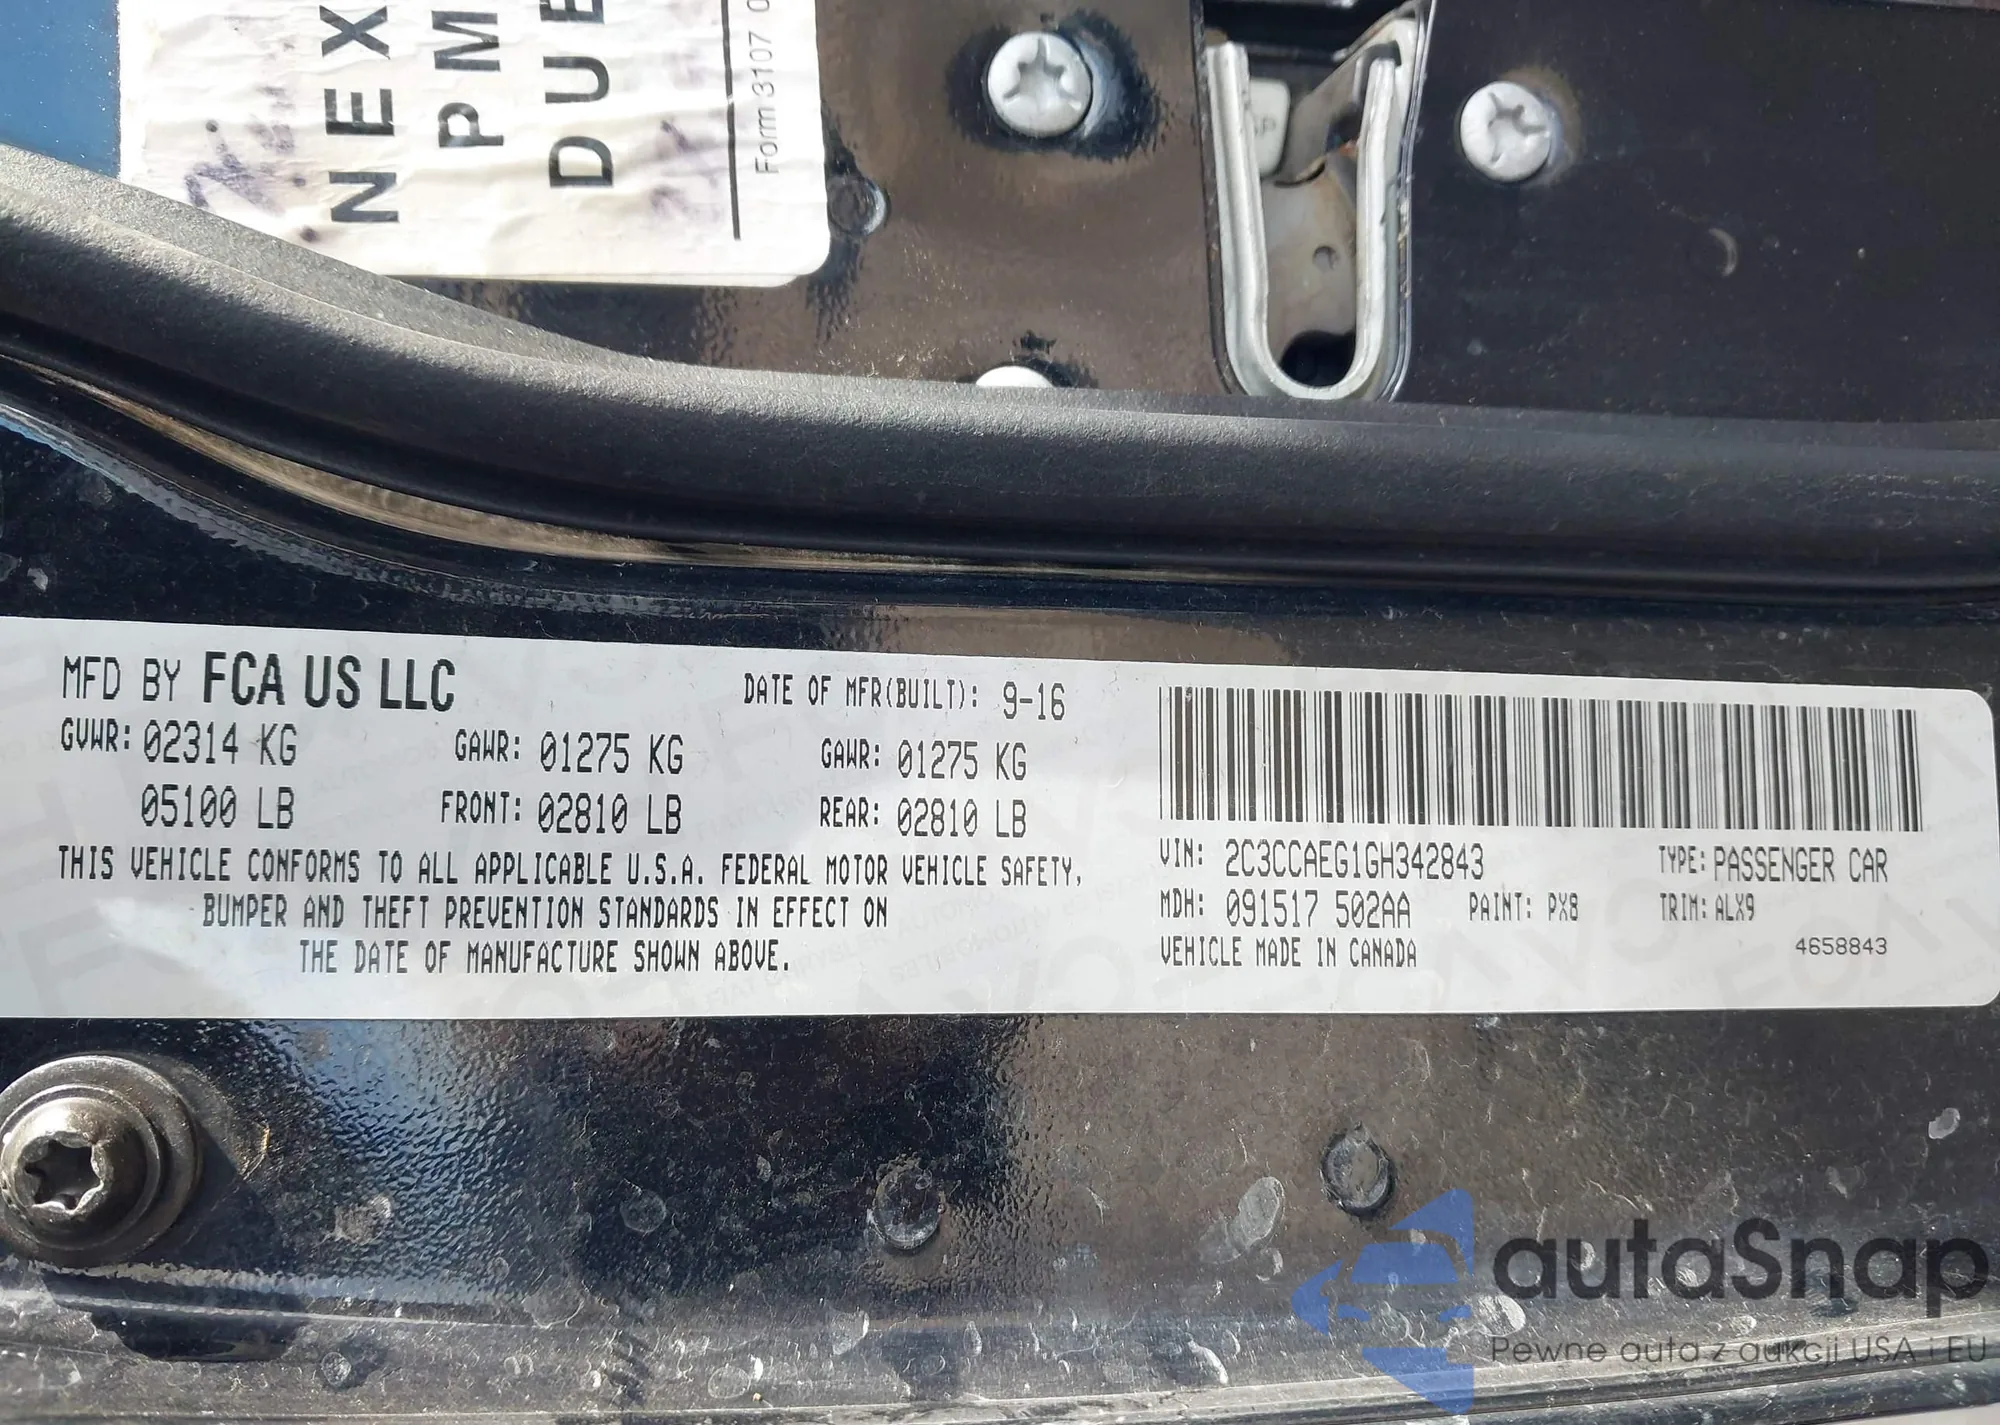 NEX
PM
DUE
Form 3107 0
MFD BY FCA US LLC
DATE OF MFR(BUILT): 9-16
GVWR: 02314 KG
GAWR: 01275 KG
GAWR: 01275 KG
05100 LB
FRONT: 02810 LB
REAR: 02810 LB
THIS VEHICLE CONFORMS TO ALL APPLICABLE U.S.A. FEDERAL MOTOR VEHICLE SAFETY,
BUMPER AND THEFT PREVENTION STANDARDS IN EFFECT ON
THE DATE OF MANUFACTURE SHOWN ABOVE.
VIN: 2C3CCAEG1GH342843
TYPE: PASSENGER CAR
MDH: 091517 502AA
PAINT: PX8
TRIM: ALX9
VEHICLE MADE IN CANADA
4658843
autoSnap
Pewne auta z aukcji USA i EU